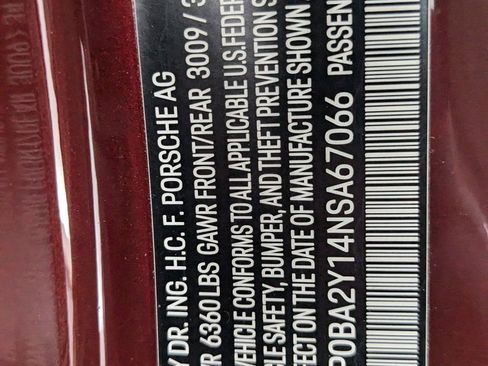 Y DR. ING. H.C. F. PORSCHE AG
R 6360 LBS GAWR FRONT/REAR 3009 / 3
VEHICLE CONFORMS TO ALL APPLICABLE U.S. FEDER
CLE SAFETY, BUMPER, AND THEFT PREVENTION S
FFECT ON THE DATE OF MANUFACTURE SHOWN
P0BA2Y14NSA67066 PASSEN